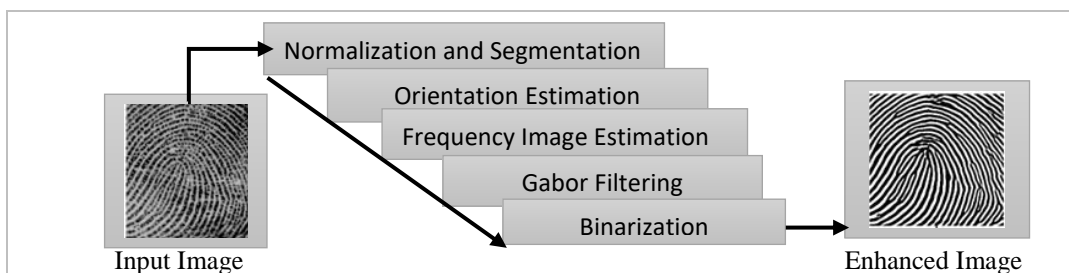 Normalization and Segmentation
Orientation Estimation
Frequency Image Estimation
Gabor Filtering
Binarization
Input Image
Enhanced Image